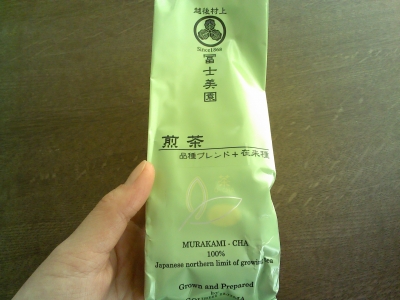 越後村上
Since1868
冨士美園
煎茶
品種ブレンド+在来種
MURAKAMI - CHA
100%
Japanese northern limit of growing tea
Grown and Prepared
by